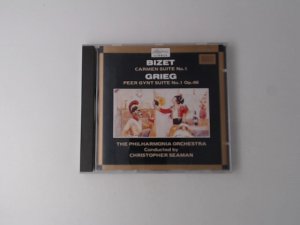 BIZET
CARMEN SUITE No.1
GRIEG
PEER GYNT SUITE No.1 Op.46
THE PHILHARMONIA ORCHESTRA
Conducted by
CHRISTOPHER SEAMAN